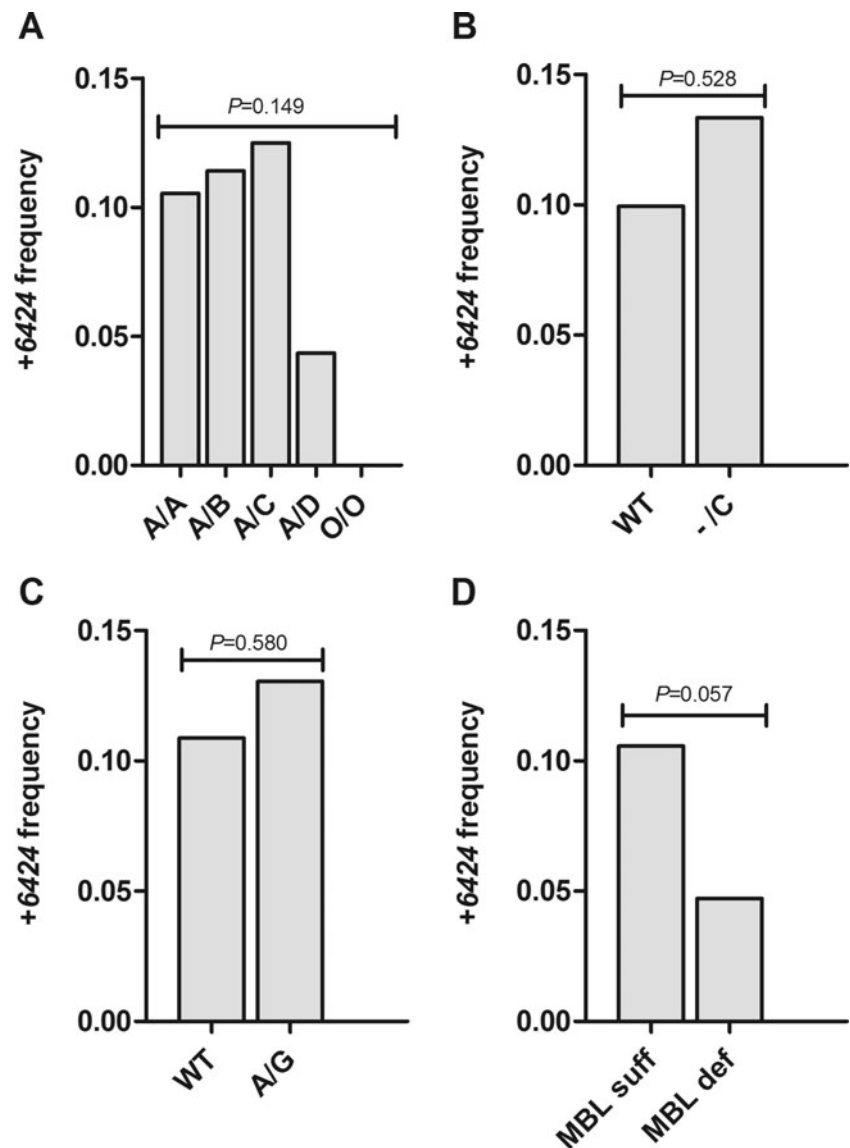 A
+6424 frequency
0.15
0.10
0.05
0.00
P=0.149
A/A
A/B
A/C
A/D
O/O
B
+6424 frequency
0.15
0.10
0.05
0.00
P=0.528
WT
- /C
C
+6424 frequency
0.15
0.10
0.05
0.00
P=0.580
WT
A/G
D
+6424 frequency
0.15
0.10
0.05
0.00
P=0.057
MBL suff
MBL def